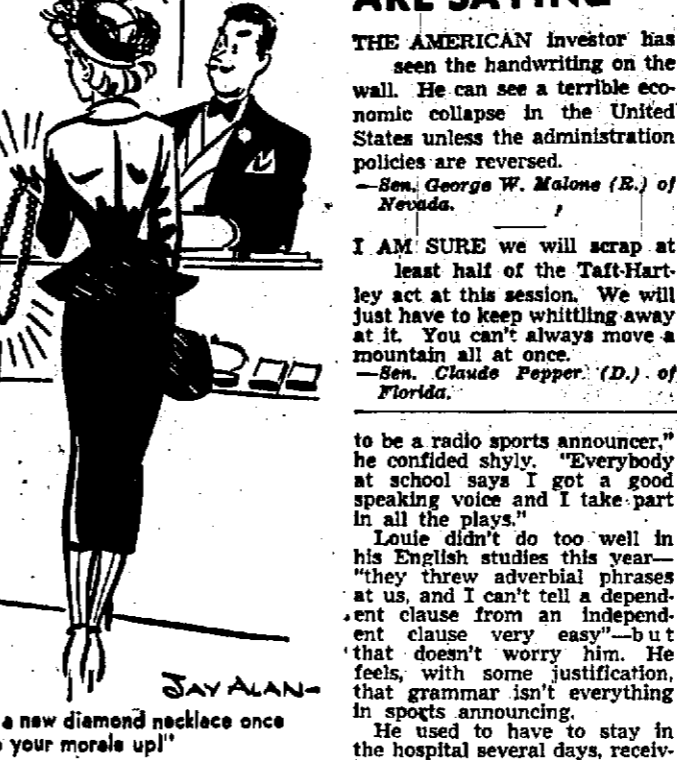 ARE SAYING
THE AMERICAN investor has
seen the handwriting on the
wall. He can see a terrible eco-
nomic collapse in the United
States unless the administration
policies are reversed.
—Sen. George W. Malone (R.) of
Nevada.
I AM SURE we will scrap at
least half of the Taft-Hart-
ley act at this session. We will
just have to keep whittling away
at it. You can't always move a
mountain all at once.
—Sen. Claude Pepper (D.) of
Florida.
to be a radio sports announcer,"
he confided shyly. "Everybody
at school says I got a good
speaking voice and I take part
in all the plays."
Louie didn't do too well in
his English studies this year—
"they threw adverbial phrases
at us, and I can't tell a depend-
ent clause from an independ-
ent clause very easy"—but
that doesn't worry him. He
feels, with some justification,
that grammar isn't everything
in sports announcing.
He used to have to stay in
the hospital several days, receiv-
JAY ALAN—
a new diamond necklace once
your morale up!"